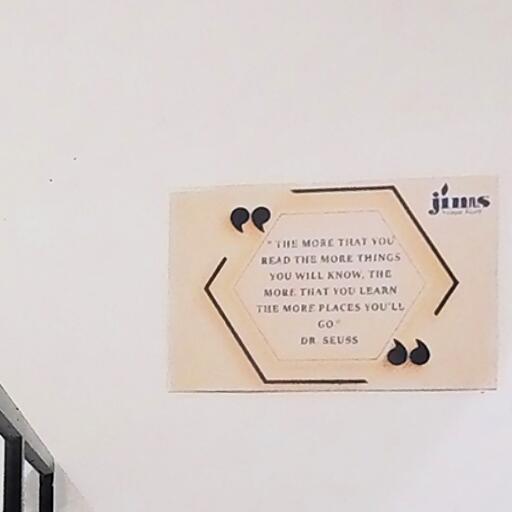 jims
" THE MORE THAT YOU
READ THE MORE THINGS
YOU WILL KNOW, THE
MORE THAT YOU LEARN
THE MORE PLACES YOU'LL
GO"
DR. SEUSS